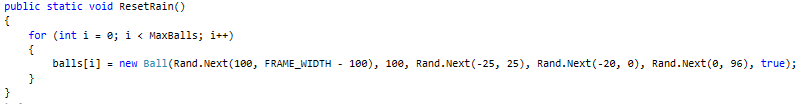 public static void ResetRain()
{
    for (int i = 0; i < MaxBalls; i++)
    {
        balls[i] = new Ball(Rand.Next(100, FRAME_WIDTH - 100), 100, Rand.Next(-25, 25), Rand.Next(-20, 0), Rand.Next(0, 96), true);
    }
}